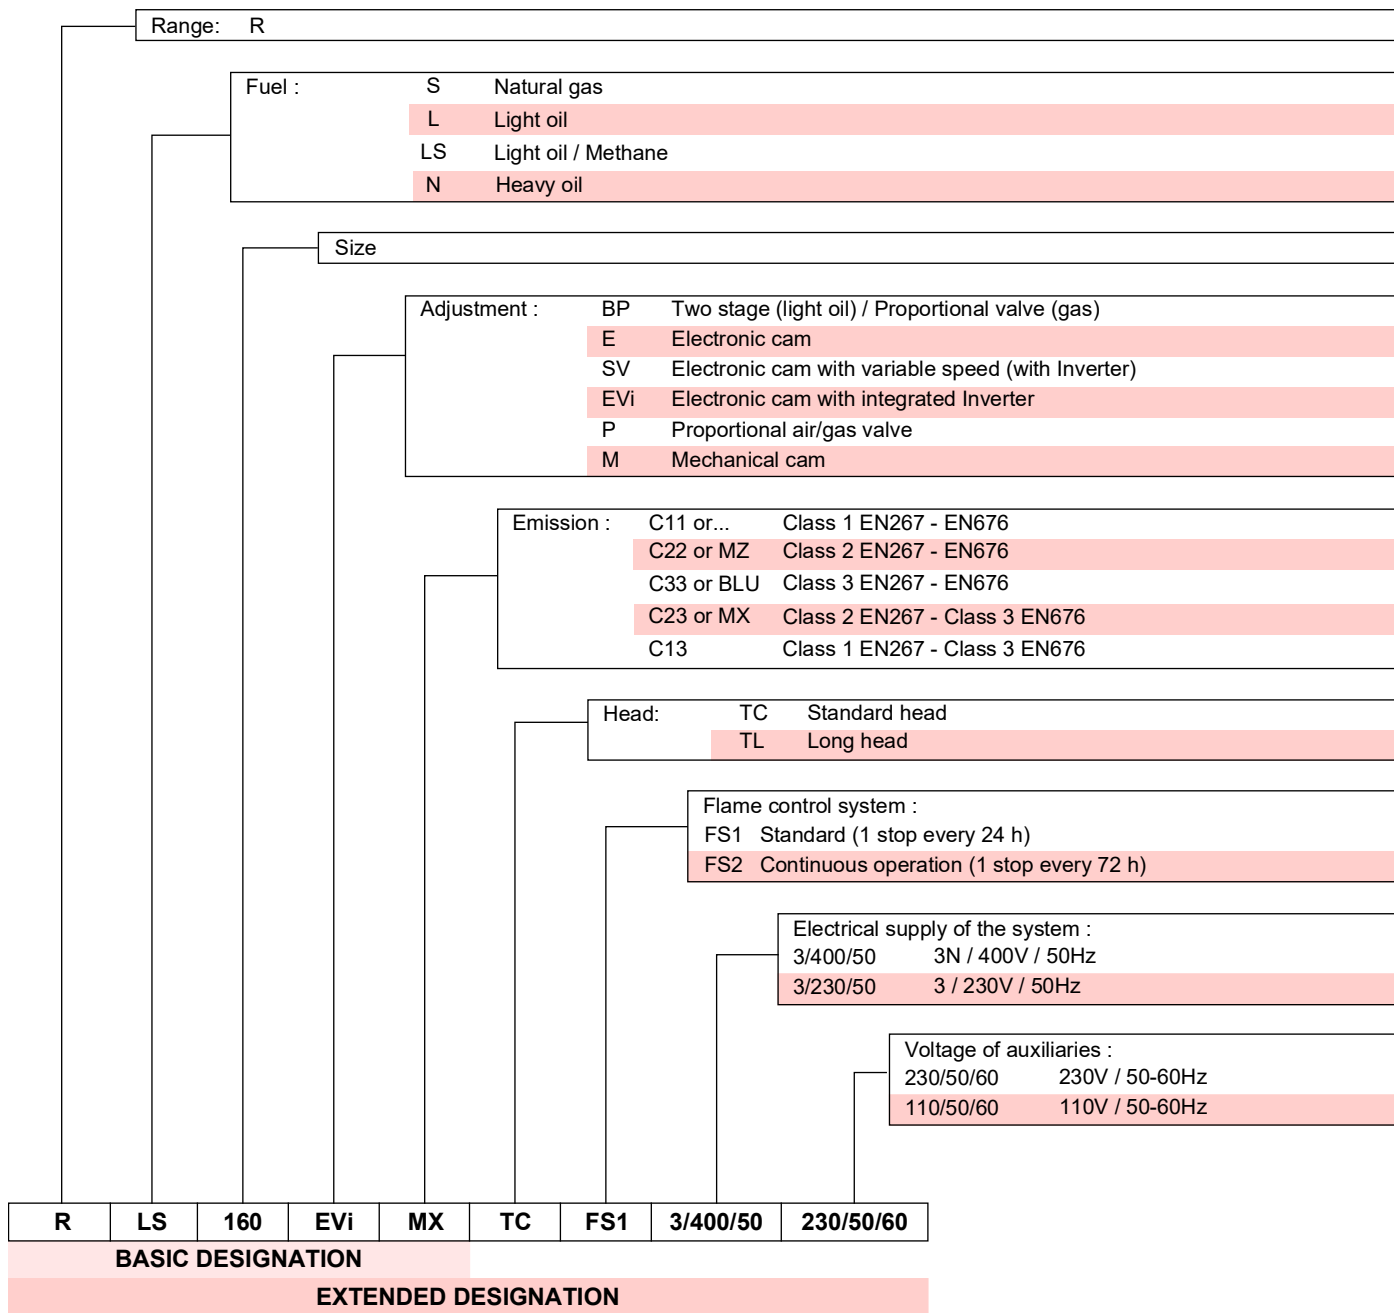 Range: R
Fuel :
S Natural gas
L Light oil
LS Light oil / Methane
N Heavy oil
Size
Adjustment :
BP Two stage (light oil) / Proportional valve (gas)
E Electronic cam
SV Electronic cam with variable speed (with Inverter)
EVi Electronic cam with integrated Inverter
P Proportional air/gas valve
M Mechanical cam
Emission :
C11 or... Class 1 EN267 - EN676
C22 or MZ Class 2 EN267 - EN676
C33 or BLU Class 3 EN267 - EN676
C23 or MX Class 2 EN267 - Class 3 EN676
C13 Class 1 EN267 - Class 3 EN676
Head:
TC Standard head
TL Long head
Flame control system :
FS1 Standard (1 stop every 24 h)
FS2 Continuous operation (1 stop every 72 h)
Electrical supply of the system :
3/400/50 3N / 400V / 50Hz
3/230/50 3 / 230V / 50Hz
Voltage of auxiliaries :
230/50/60 230V / 50-60Hz
110/50/60 110V / 50-60Hz
R LS 160 EVi MX TC FS1 3/400/50 230/50/60
BASIC DESIGNATION
EXTENDED DESIGNATION